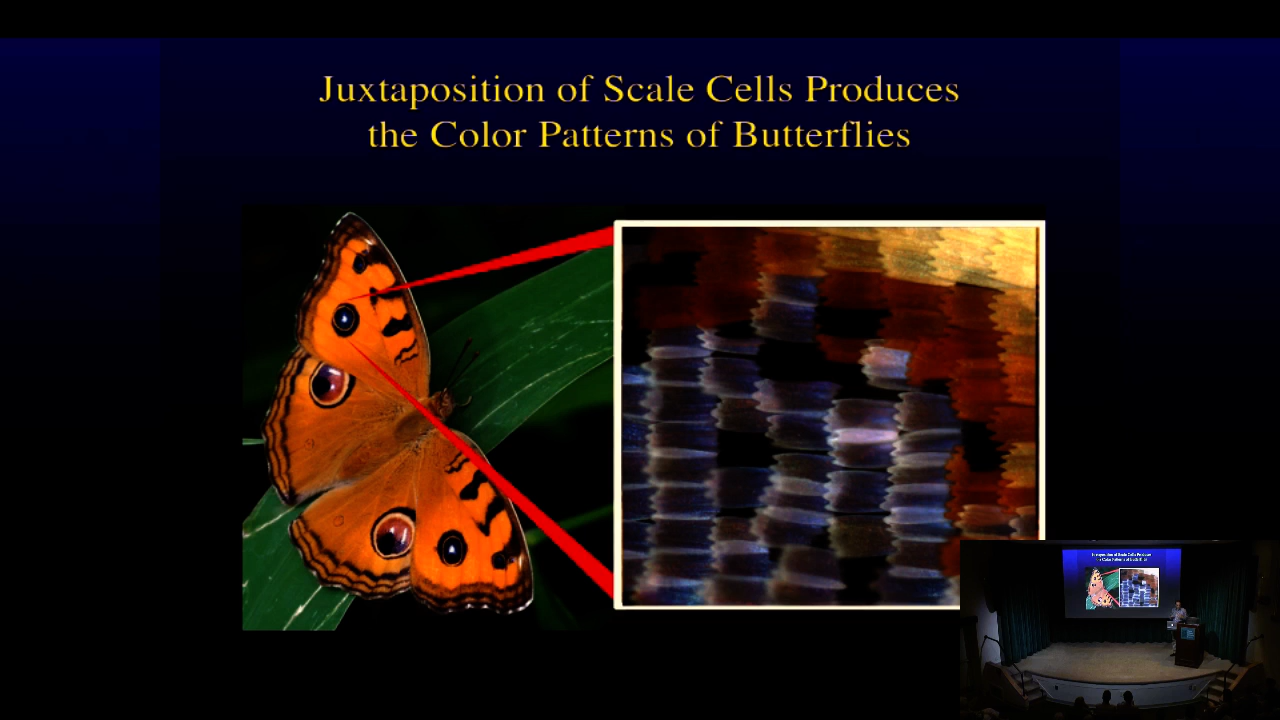 Juxtaposition of Scale Cells Produces
the Color Patterns of Butterflies